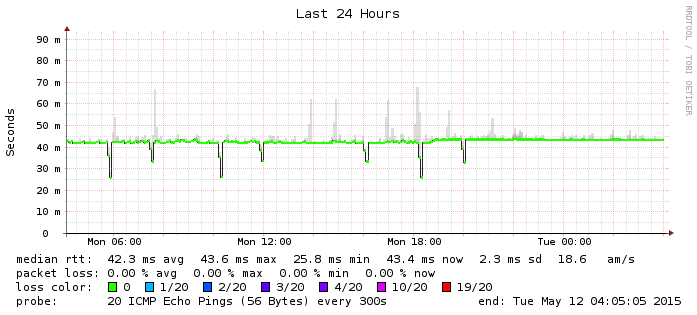 Last 24 Hours
RRDTOOL / TOBI OETIKER
Seconds
90 m
80 m
70 m
60 m
50 m
40 m
30 m
20 m
10 m
0
Mon 06:00 Mon 12:00 Mon 18:00 Tue 00:00
median rtt: 42.3 ms avg 43.6 ms max 25.8 ms min 43.4 ms now 2.3 ms sd 18.6 am/s
packet loss: 0.00 % avg 0.00 % max 0.00 % min 0.00 % now
loss color: 0 1/20 2/20 3/20 4/20 10/20 19/20
probe: 20 ICMP Echo Pings (56 Bytes) every 300s end: Tue May 12 04:05:05 2015